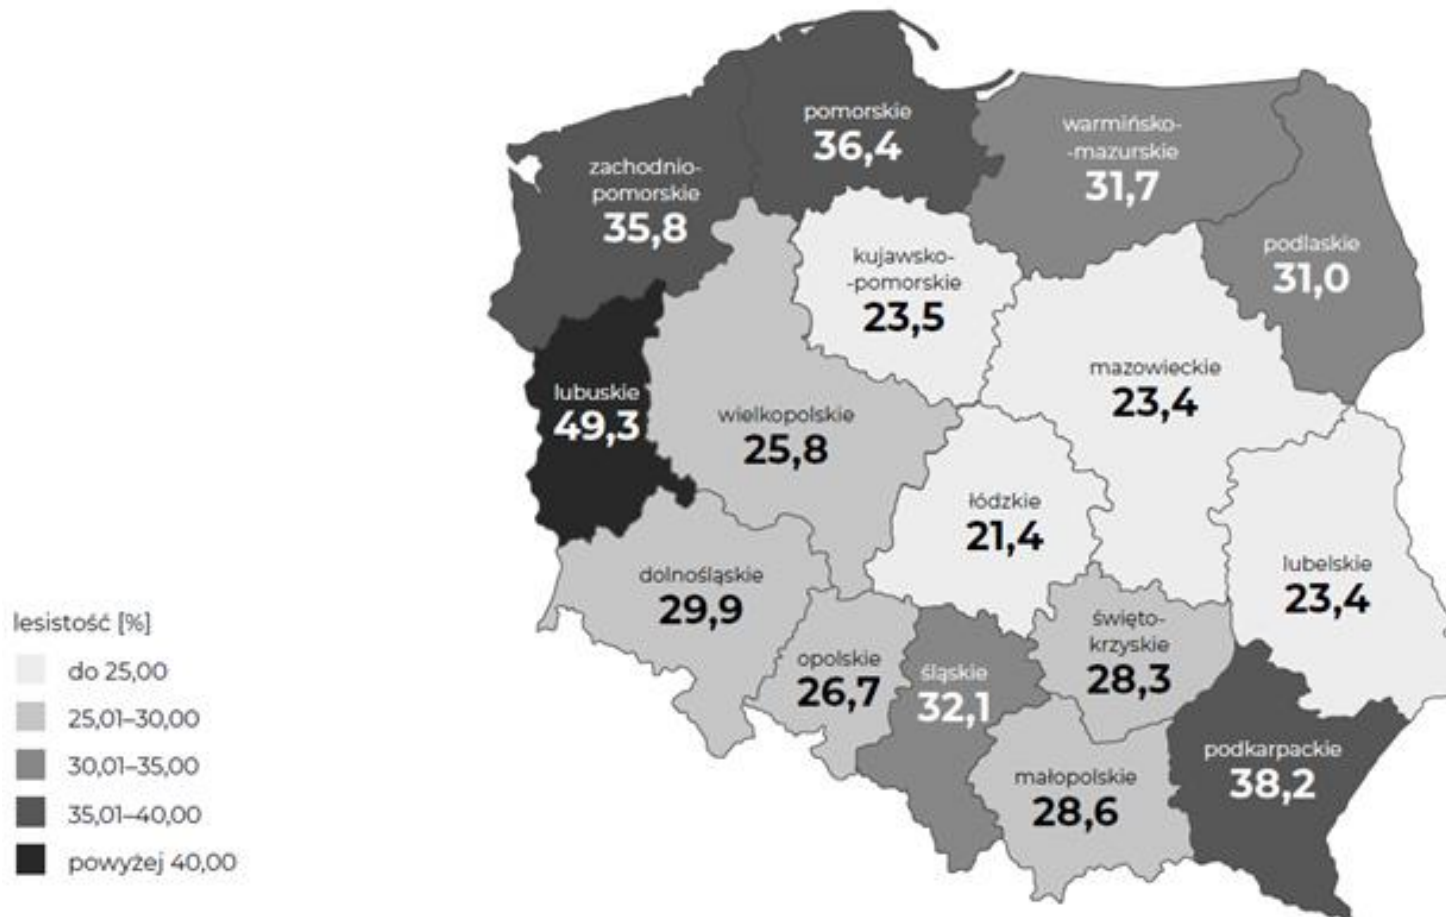 pomorskie
36,4
warmińsko-
-mazurskie
31,7
zachodnio-
pomorskie
35,8
podlaskie
31,0
kujawsko-
-pomorskie
23,5
mazowieckie
23,4
lubuskie
49,3
wielkopolskie
25,8
łódzkie
21,4
lubelskie
23,4
dolnośląskie
29,9
święto-
krzyskie
28,3
opolskie
26,7
śląskie
32,1
podkarpackie
38,2
małopolskie
28,6
lesistość [%]
do 25,00
25,01–30,00
30,01–35,00
35,01–40,00
powyżej 40,00